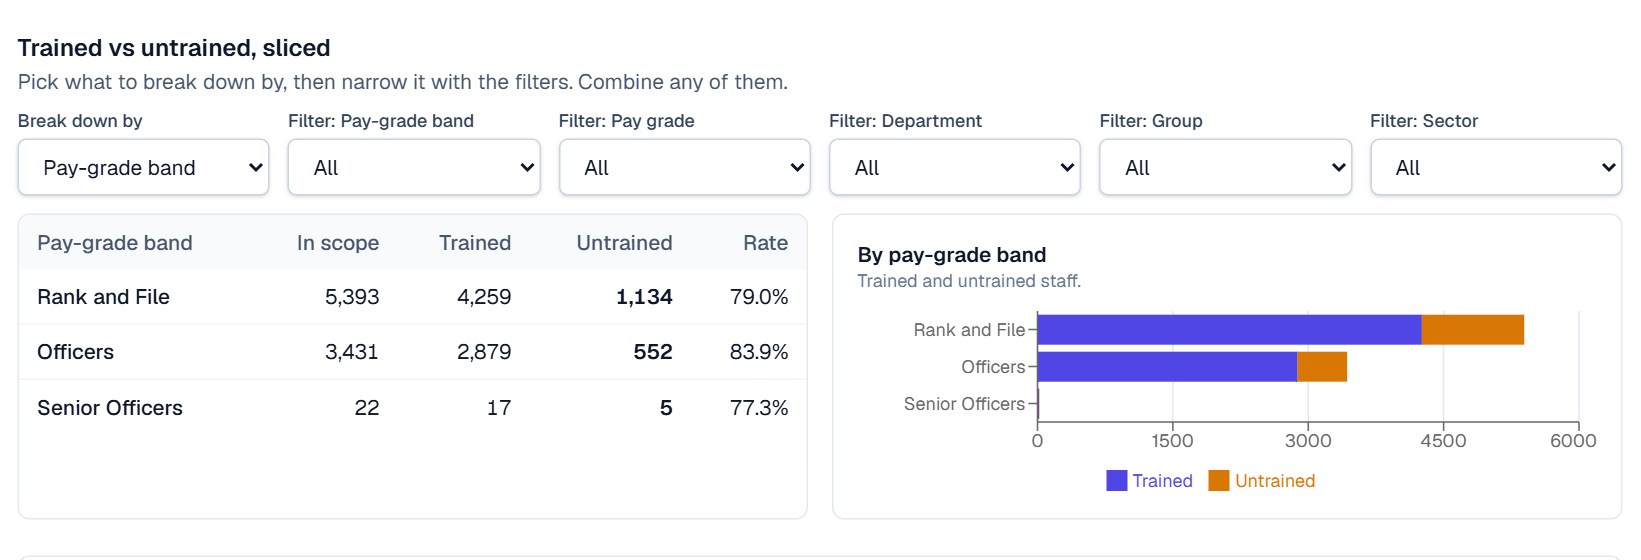 Trained vs untrained, sliced
Pick what to break down by, then narrow it with the filters. Combine any of them.
Break down by
Pay-grade band
Filter: Pay-grade band
All
Filter: Pay grade
All
Filter: Department
All
Filter: Group
All
Filter: Sector
All
Pay-grade band In scope Trained Untrained Rate
Rank and File 5,393 4,259 1,134 79.0%
Officers 3,431 2,879 552 83.9%
Senior Officers 22 17 5 77.3%
By pay-grade band
Trained and untrained staff.
Rank and File
Officers
Senior Officers
0 1500 3000 4500 6000
Trained Untrained